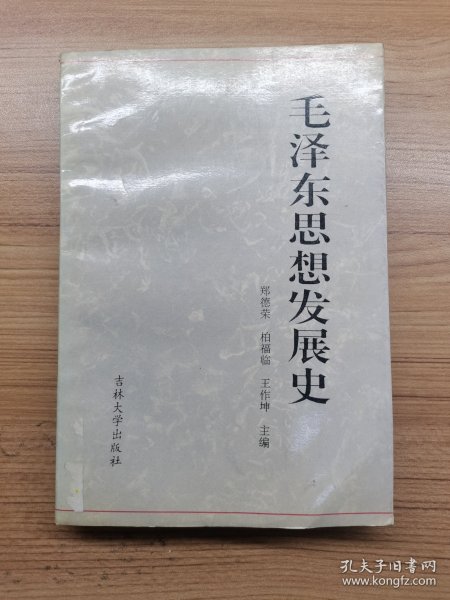 毛泽东思想发展史
郑德荣 柏福临 王作坤 主编
吉林大学出版社
孔夫子旧书网
www.kongfz.com